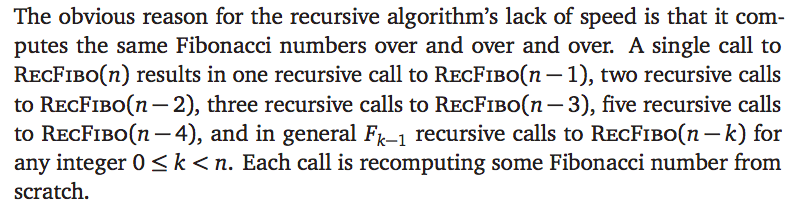 The obvious reason for the recursive algorithm’s lack of speed is that it com-
putes the same Fibonacci numbers over and over and over. A single call to
RECFIBO(n) results in one recursive call to RECFIBO(n − 1), two recursive calls
to RECFIBO(n − 2), three recursive calls to RECFIBO(n − 3), five recursive calls
to RECFIBO(n − 4), and in general Fₖ₋₁ recursive calls to RECFIBO(n − k) for
any integer 0 ≤ k < n. Each call is recomputing some Fibonacci number from
scratch.